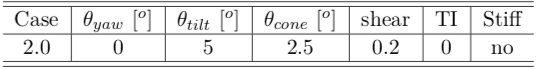 Case θyaw [o] θtilt [o] θcone [o] shear TI Stiff
2.0 0 5 2.5 0.2 0 no